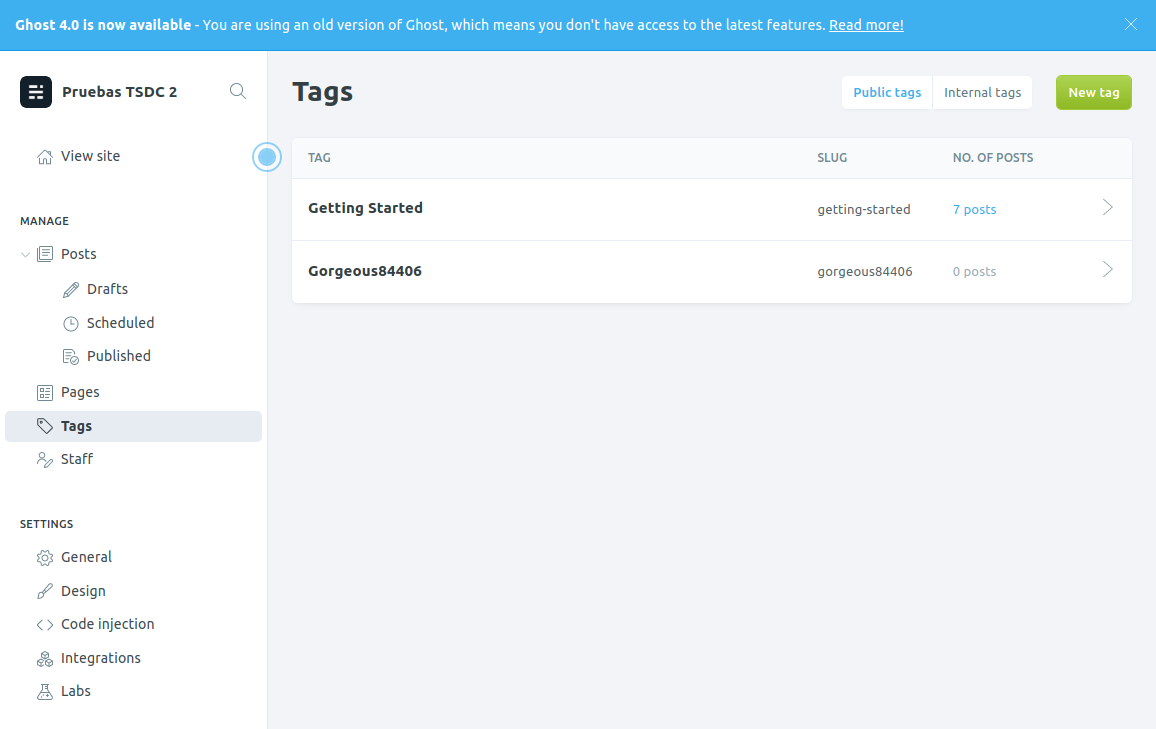 Ghost 4.0 is now available - You are using an old version of Ghost, which means you don't have access to the latest features. Read more!
Pruebas TSDC 2
View site
MANAGE
Posts
Drafts
Scheduled
Published
Pages
Tags
Staff
SETTINGS
General
Design
Code injection
Integrations
Labs
Tags
Public tags Internal tags New tag
TAG SLUG NO. OF POSTS
Getting Started getting-started 7 posts
Gorgeous84406 gorgeous84406 0 posts